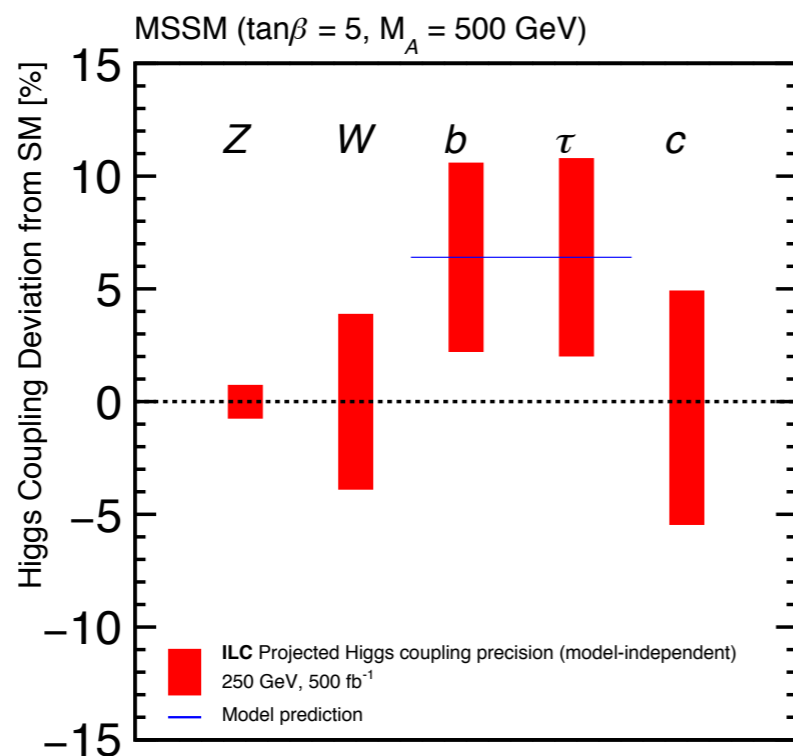 MSSM (tanβ = 5, M_A = 500 GeV)
Higgs Coupling Deviation from SM [%]
15
10
5
0
−5
−10
−15
Z W b τ c
ILC Projected Higgs coupling precision (model-independent)
250 GeV, 500 fb⁻¹
Model prediction